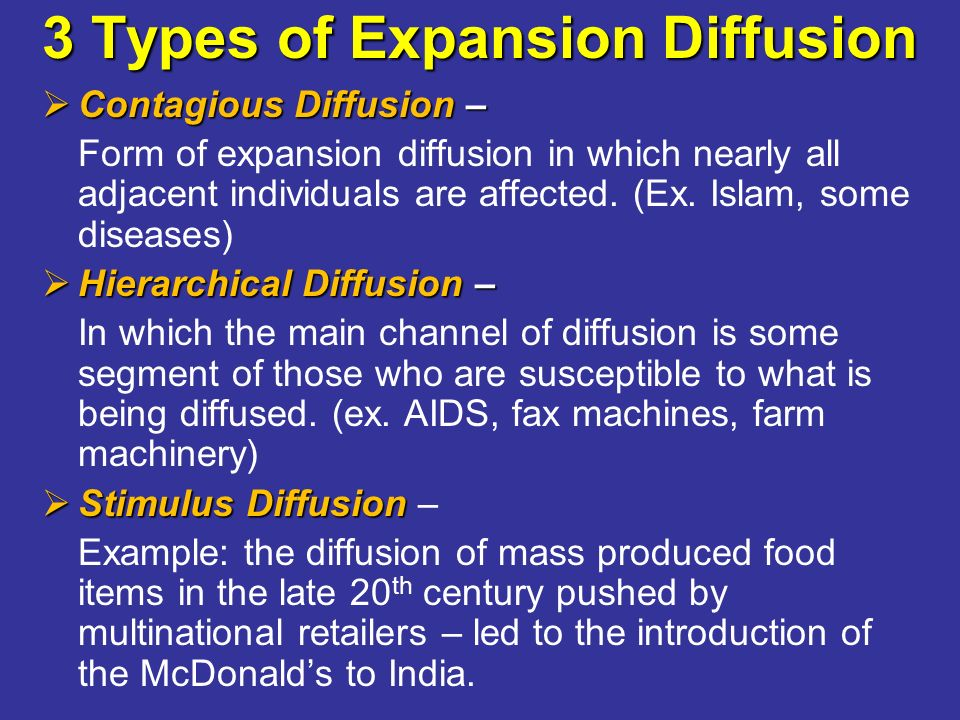 3 Types of Expansion Diffusion
➢ Contagious Diffusion –
Form of expansion diffusion in which nearly all
adjacent individuals are affected. (Ex. Islam, some
diseases)
➢ Hierarchical Diffusion –
In which the main channel of diffusion is some
segment of those who are susceptible to what is
being diffused. (ex. AIDS, fax machines, farm
machinery)
➢ Stimulus Diffusion –
Example: the diffusion of mass produced food
items in the late 20th century pushed by
multinational retailers – led to the introduction of
the McDonald’s to India.